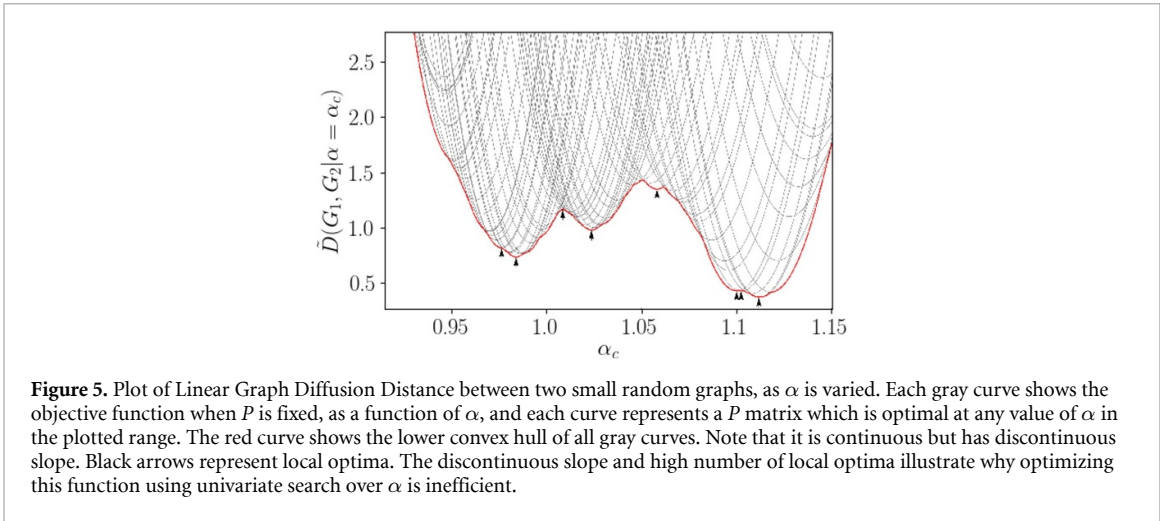 2.5
2.0
1.5
1.0
0.5
D̃(G₁, G₂|α = α_c)
0.95
1.0
1.05
1.1
1.15
α_c
Figure 5. Plot of Linear Graph Diffusion Distance between two small random graphs, as α is varied. Each gray curve shows the
objective function when P is fixed, as a function of α, and each curve represents a P matrix which is optimal at any value of α in
the plotted range. The red curve shows the lower convex hull of all gray curves. Note that it is continuous but has discontinuous
slope. Black arrows represent local optima. The discontinuous slope and high number of local optima illustrate why optimizing
this function using univariate search over α is inefficient.